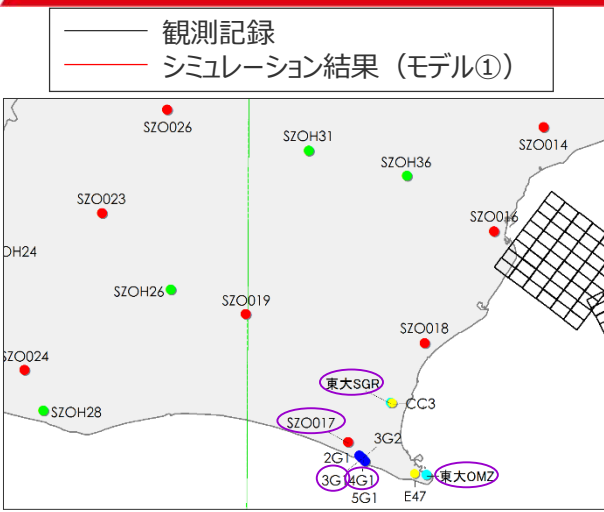 観測記録
シミュレーション結果（モデル①）
SZO026
SZOH31
SZO014
SZOH36
SZO023
SZO016
OH24
SZOH26
SZO019
SZO018
SZO024
東大SGR
CC3
SZOH28
SZO017
3G2
2G1
3G1
4G1
東大OMZ
5G1
E47